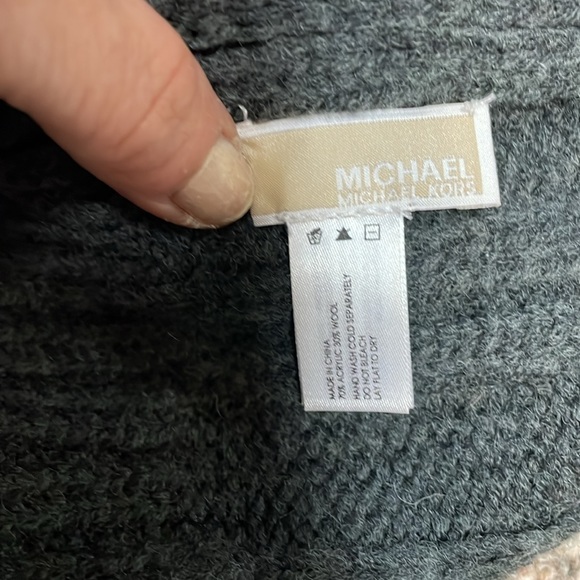 MICHAEL
MICHAEL KORS
MADE IN CHINA
70% ACRYLIC 30% WOOL
HAND WASH COLD SEPARATELY
DO NOT BLEACH
LAY FLAT TO DRY